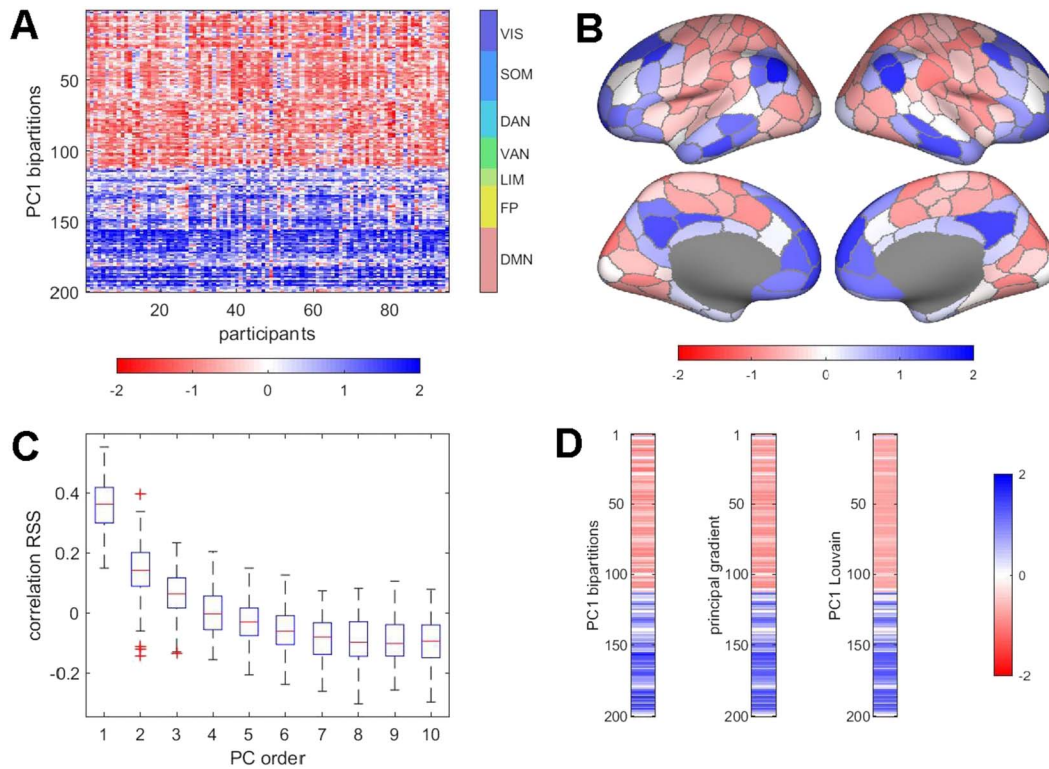 A
PC1 bipartitions
50
100
150
200
20
40
60
80
participants
VIS
SOM
DAN
VAN
LIM
FP
DMN
-2
-1
0
1
2
B
-2
-1
0
1
2
C
correlation RSS
0.4
0.2
0
-0.2
1
2
3
4
5
6
7
8
9
10
PC order
D
PC1 bipartitions
1
50
100
150
200
principal gradient
1
50
100
150
200
PC1 Louvain
1
50
100
150
200
2
0
-2